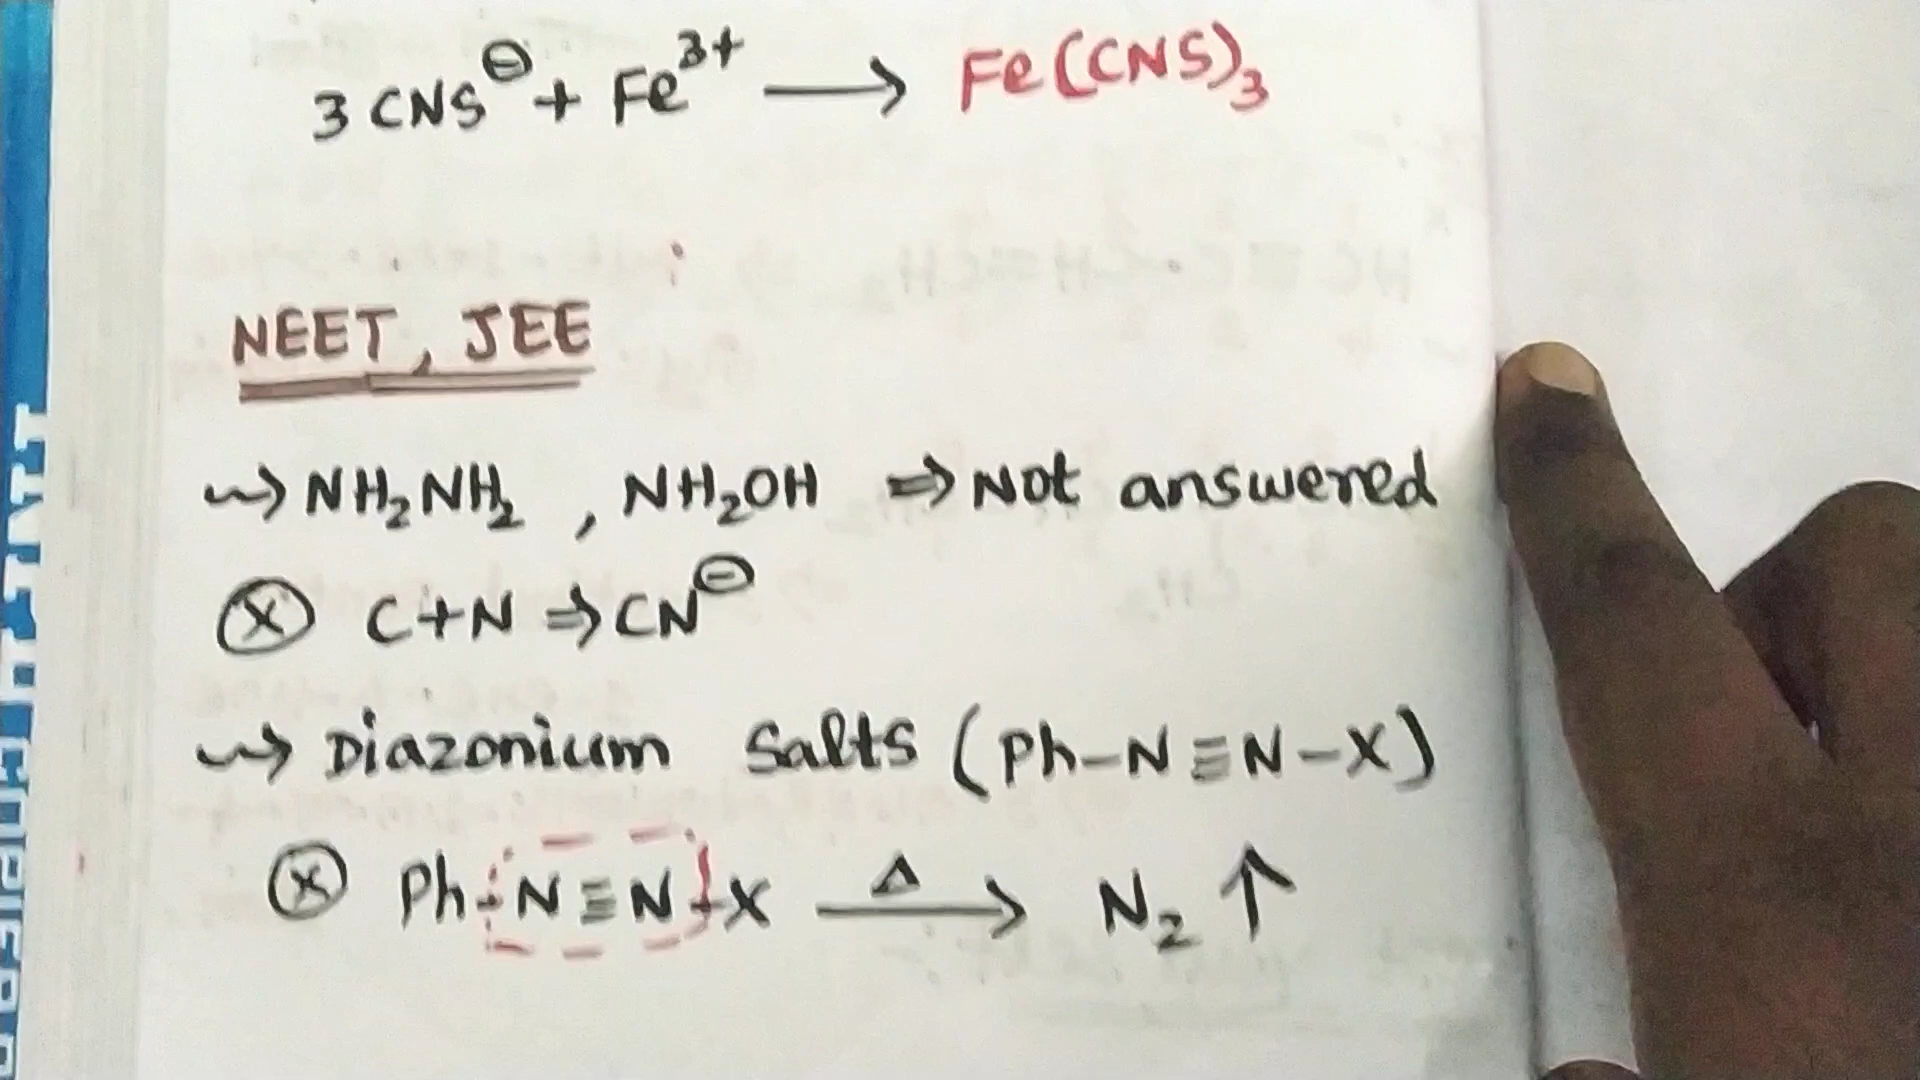 3 CNS⊖ + Fe³⁺ ⟶ Fe(CNS)₃
NEET, JEE
⇝ NH₂NH₂ , NH₂OH ⇒ Not answered
ⓧ C+N ⇒ CN⊖
⇝ Diazonium Salts (Ph–N≡N–X)
ⓧ Ph–N≡N–X —Δ→ N₂ ↑